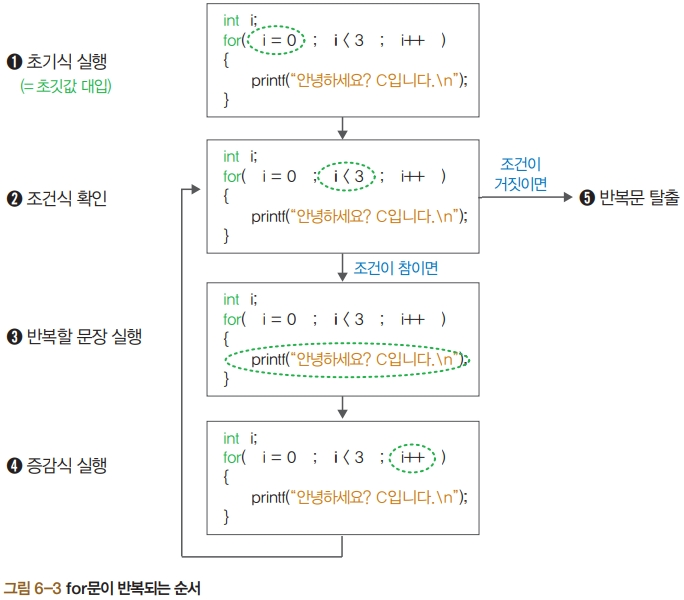 int i;
for( i = 0 ; i < 3 ; i++ )
{
printf(“안녕하세요? C입니다.\n”);
}
❶ 초기식 실행
(= 초깃값 대입)
int i;
for( i = 0 ; i < 3 ; i++ )
{
printf(“안녕하세요? C입니다.\n”);
}
❷ 조건식 확인
조건이
거짓이면
❺ 반복문 탈출
조건이 참이면
int i;
for( i = 0 ; i < 3 ; i++ )
{
printf(“안녕하세요? C입니다.\n”);
}
❸ 반복할 문장 실행
int i;
for( i = 0 ; i < 3 ; i++ )
{
printf(“안녕하세요? C입니다.\n”);
}
❹ 증감식 실행
그림 6-3 for문이 반복되는 순서